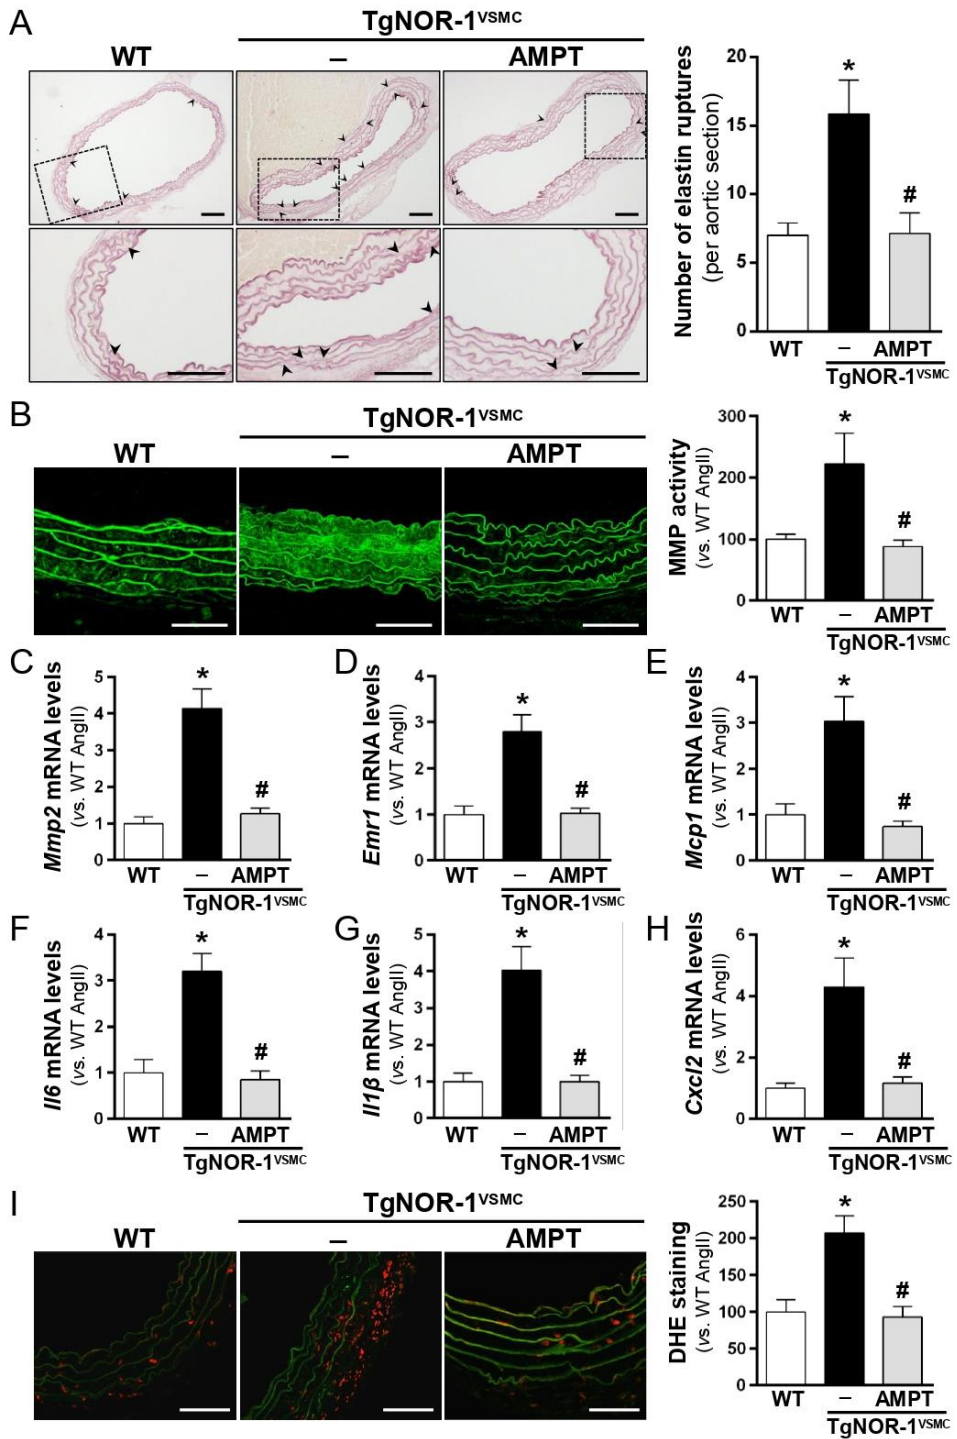 A
TgNOR-1VSMC
WT – AMPT
Number of elastin ruptures
(per aortic section)
20
15
10
5
0
*
#
WT – AMPT
TgNOR-1VSMC
B
TgNOR-1VSMC
WT – AMPT
MMP activity
(vs. WT AngII)
300
200
100
0
*
#
WT – AMPT
TgNOR-1VSMC
C
Mmp2 mRNA levels
(vs. WT AngII)
5
4
3
2
1
0
*
#
WT – AMPT
TgNOR-1VSMC
D
Emr1 mRNA levels
(vs. WT AngII)
4
3
2
1
0
*
#
WT – AMPT
TgNOR-1VSMC
E
Mcp1 mRNA levels
(vs. WT AngII)
4
3
2
1
0
*
#
WT – AMPT
TgNOR-1VSMC
F
Il6 mRNA levels
(vs. WT AngII)
4
3
2
1
0
*
#
WT – AMPT
TgNOR-1VSMC
G
Il1β mRNA levels
(vs. WT AngII)
5
4
3
2
1
0
*
#
WT – AMPT
TgNOR-1VSMC
H
Cxcl2 mRNA levels
(vs. WT AngII)
6
4
2
0
*
#
WT – AMPT
TgNOR-1VSMC
I
TgNOR-1VSMC
WT – AMPT
DHE staining
(vs. WT AngII)
250
200
150
100
50
0
*
#
WT – AMPT
TgNOR-1VSMC